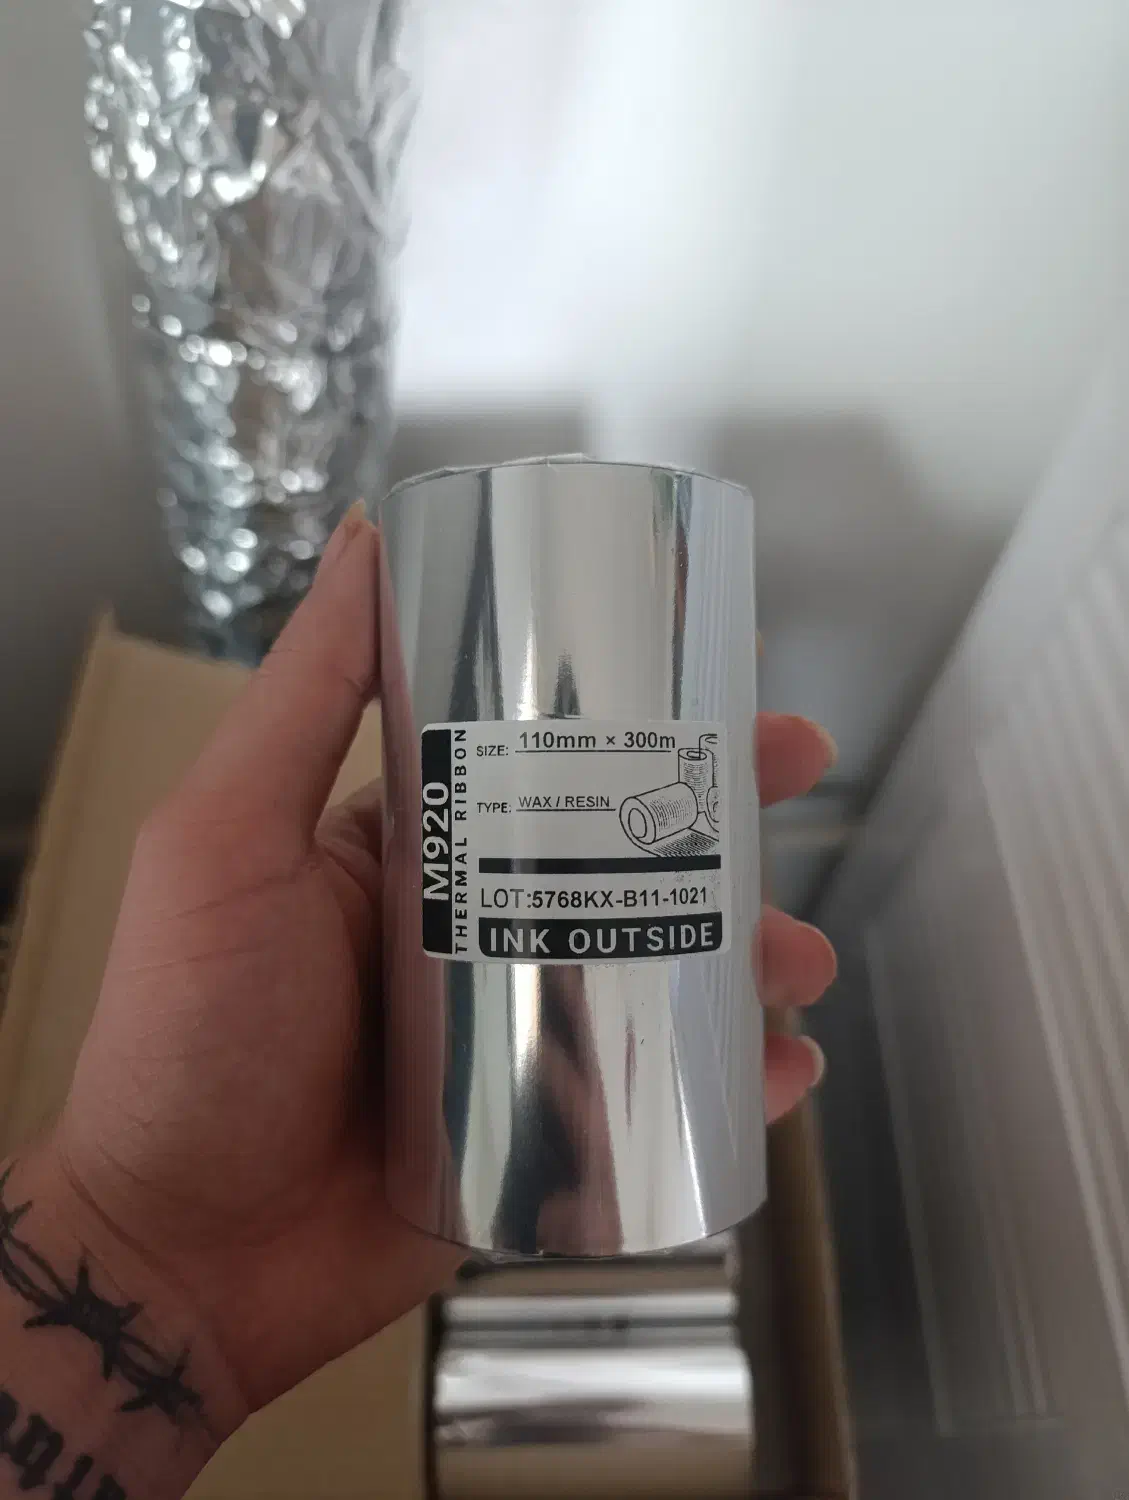 M920
THERMAL RIBBON
SIZE: 110mm × 300m
TYPE: WAX / RESIN
LOT:5768KX-B11-1021
INK OUTSIDE